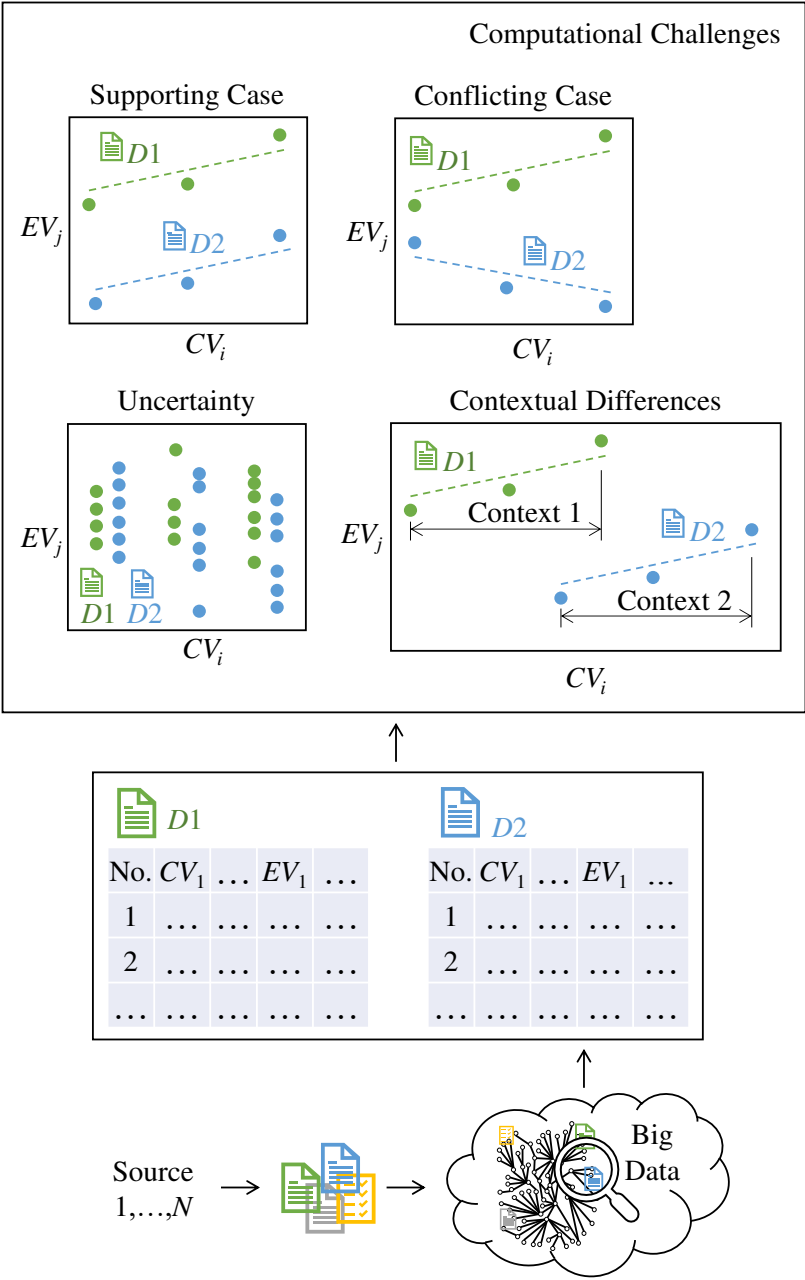 Computational Challenges
Supporting Case
Conflicting Case
D1
D1
EV_j
D2
EV_j
D2
CV_i
CV_i
Uncertainty
Contextual Differences
D1
Context 1
EV_j
EV_j
D2
D1 D2
Context 2
CV_i
CV_i
D1
D2
No. CV_1 ... EV_1 ...
No. CV_1 ... EV_1 ...
1 ... ... ... ...
1 ... ... ... ...
2 ... ... ... ...
2 ... ... ... ...
... ... ... ... ...
... ... ... ... ...
Source
1,...,N
Big
Data